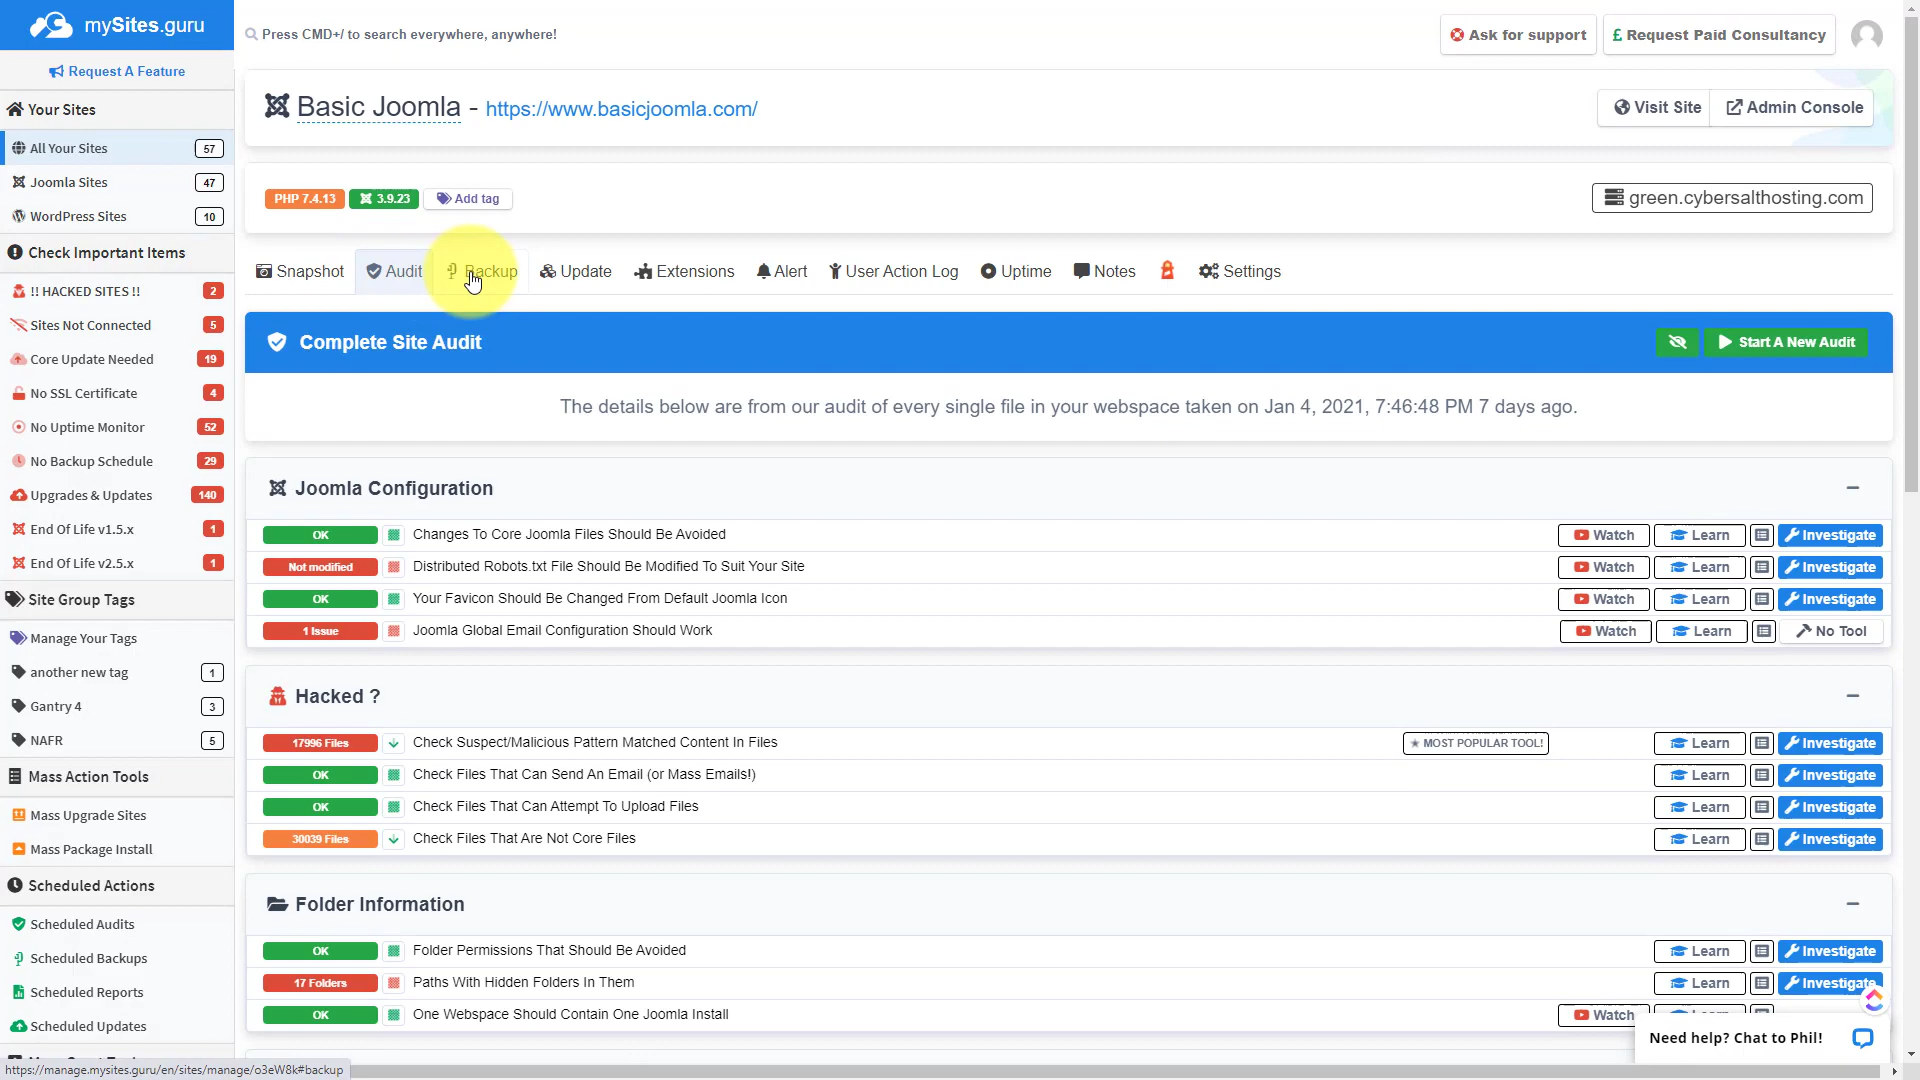 mySites.guru
Press CMD+/ to search everywhere, anywhere!
Ask for support
£ Request Paid Consultancy
Request A Feature
Your Sites
All Your Sites 57
Joomla Sites 47
WordPress Sites 10
Check Important Items
!! HACKED SITES !! 2
Sites Not Connected 5
Core Update Needed 19
No SSL Certificate 4
No Uptime Monitor 52
No Backup Schedule 29
Upgrades & Updates 140
End Of Life v1.5.x 1
End Of Life v2.5.x 1
Site Group Tags
Manage Your Tags
another new tag 1
Gantry 4 3
NAFR 5
Mass Action Tools
Mass Upgrade Sites
Mass Package Install
Scheduled Actions
Scheduled Audits
Scheduled Backups
Scheduled Reports
Scheduled Updates
Basic Joomla - https://www.basicjoomla.com/
Visit Site
Admin Console
PHP 7.4.13 3.9.23 Add tag
green.cybersalthosting.com
Snapshot Audit Backup Update Extensions Alert User Action Log Uptime Notes Settings
Complete Site Audit
Start A New Audit
The details below are from our audit of every single file in your webspace taken on Jan 4, 2021, 7:46:48 PM 7 days ago.
Joomla Configuration
OK Changes To Core Joomla Files Should Be Avoided Watch Learn Investigate
Not modified Distributed Robots.txt File Should Be Modified To Suit Your Site Watch Learn Investigate
OK Your Favicon Should Be Changed From Default Joomla Icon Watch Learn Investigate
1 Issue Joomla Global Email Configuration Should Work Watch Learn No Tool
Hacked ?
17996 Files Check Suspect/Malicious Pattern Matched Content In Files MOST POPULAR TOOL! Learn Investigate
OK Check Files That Can Send An Email (or Mass Emails!) Learn Investigate
OK Check Files That Can Attempt To Upload Files Learn Investigate
30039 Files Check Files That Are Not Core Files Learn Investigate
Folder Information
OK Folder Permissions That Should Be Avoided Learn Investigate
17 Folders Paths With Hidden Folders In Them Learn Investigate
OK One Webspace Should Contain One Joomla Install Watch
Need help? Chat to Phil!
https://manage.mysites.guru/en/sites/manage/o3eW8k#backup